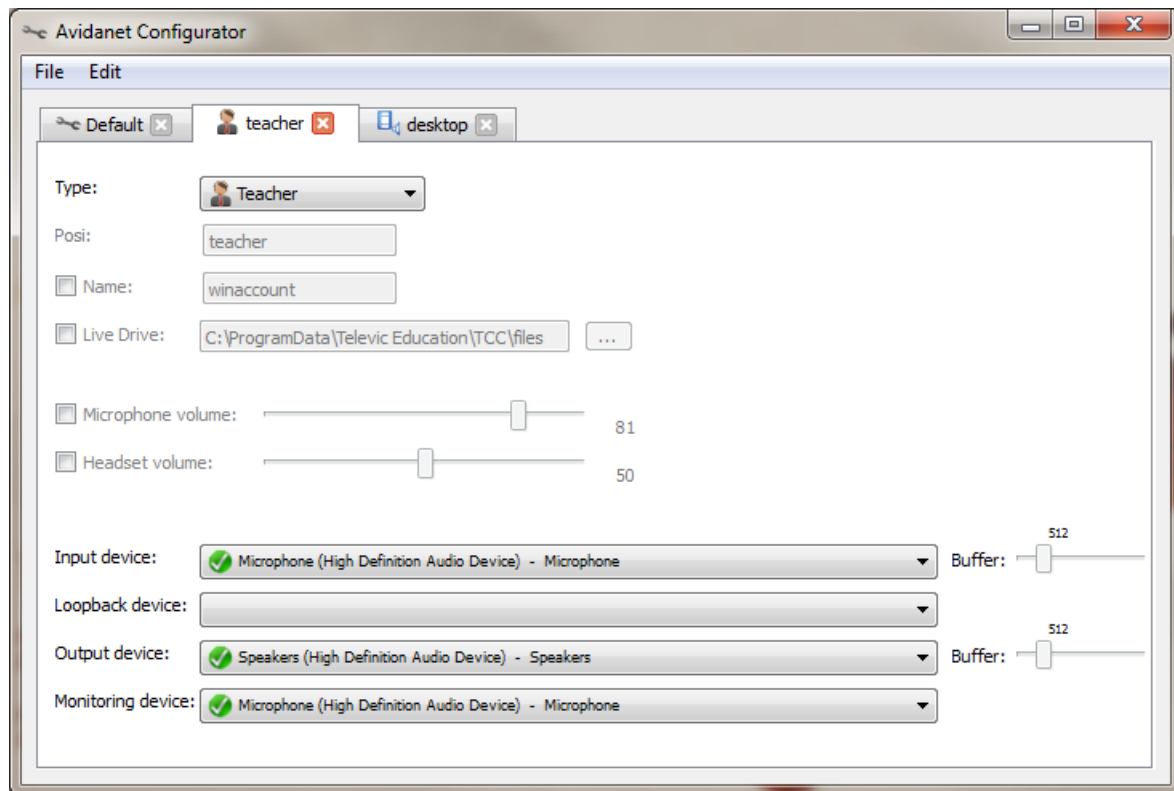 Avidanet Configurator
File Edit
Default teacher desktop
Type: Teacher
Posi: teacher
Name: winaccount
Live Drive: C:\ProgramData\Televic Education\TCC\files ...
Microphone volume: 81
Headset volume: 50
512
Input device: Microphone (High Definition Audio Device) - Microphone Buffer:
Loopback device:
512
Output device: Speakers (High Definition Audio Device) - Speakers Buffer:
Monitoring device: Microphone (High Definition Audio Device) - Microphone